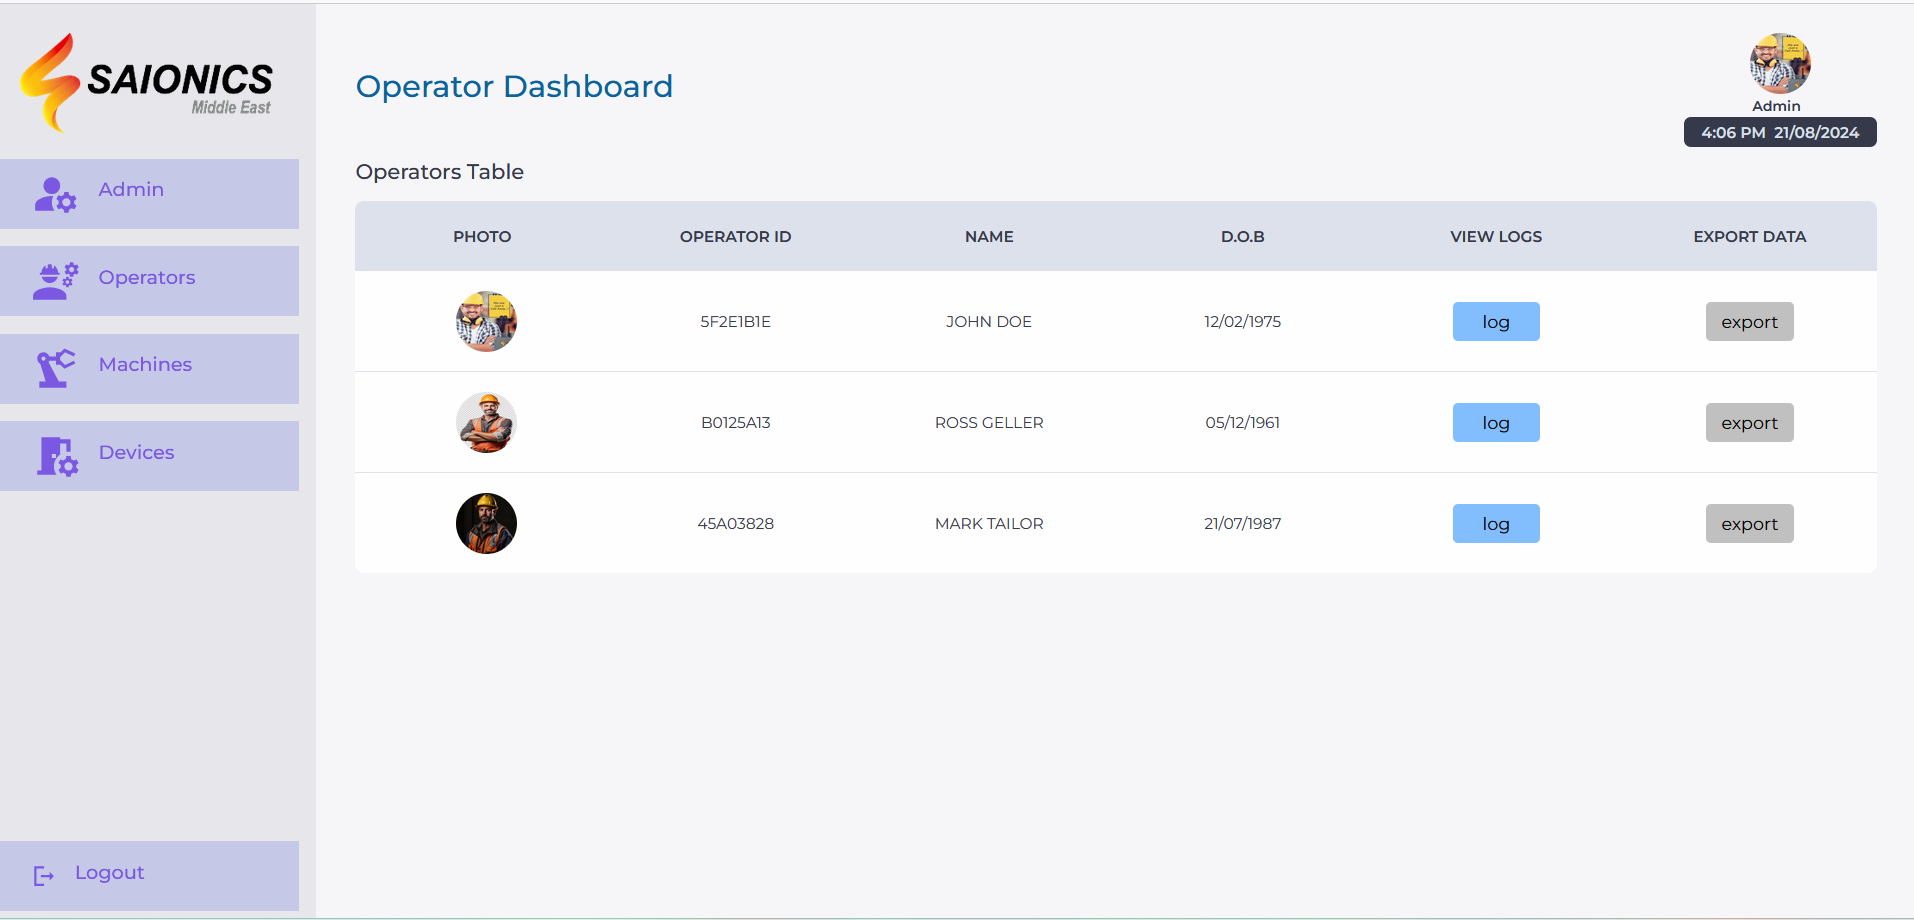 SAIONICS
Middle East
Admin
Operators
Machines
Devices
Logout
Operator Dashboard
Admin
4:06 PM 21/08/2024
Operators Table
PHOTO OPERATOR ID NAME D.O.B VIEW LOGS EXPORT DATA
5F2E1B1E JOHN DOE 12/02/1975 log export
B0125A13 ROSS GELLER 05/12/1961 log export
45A03828 MARK TAILOR 21/07/1987 log export